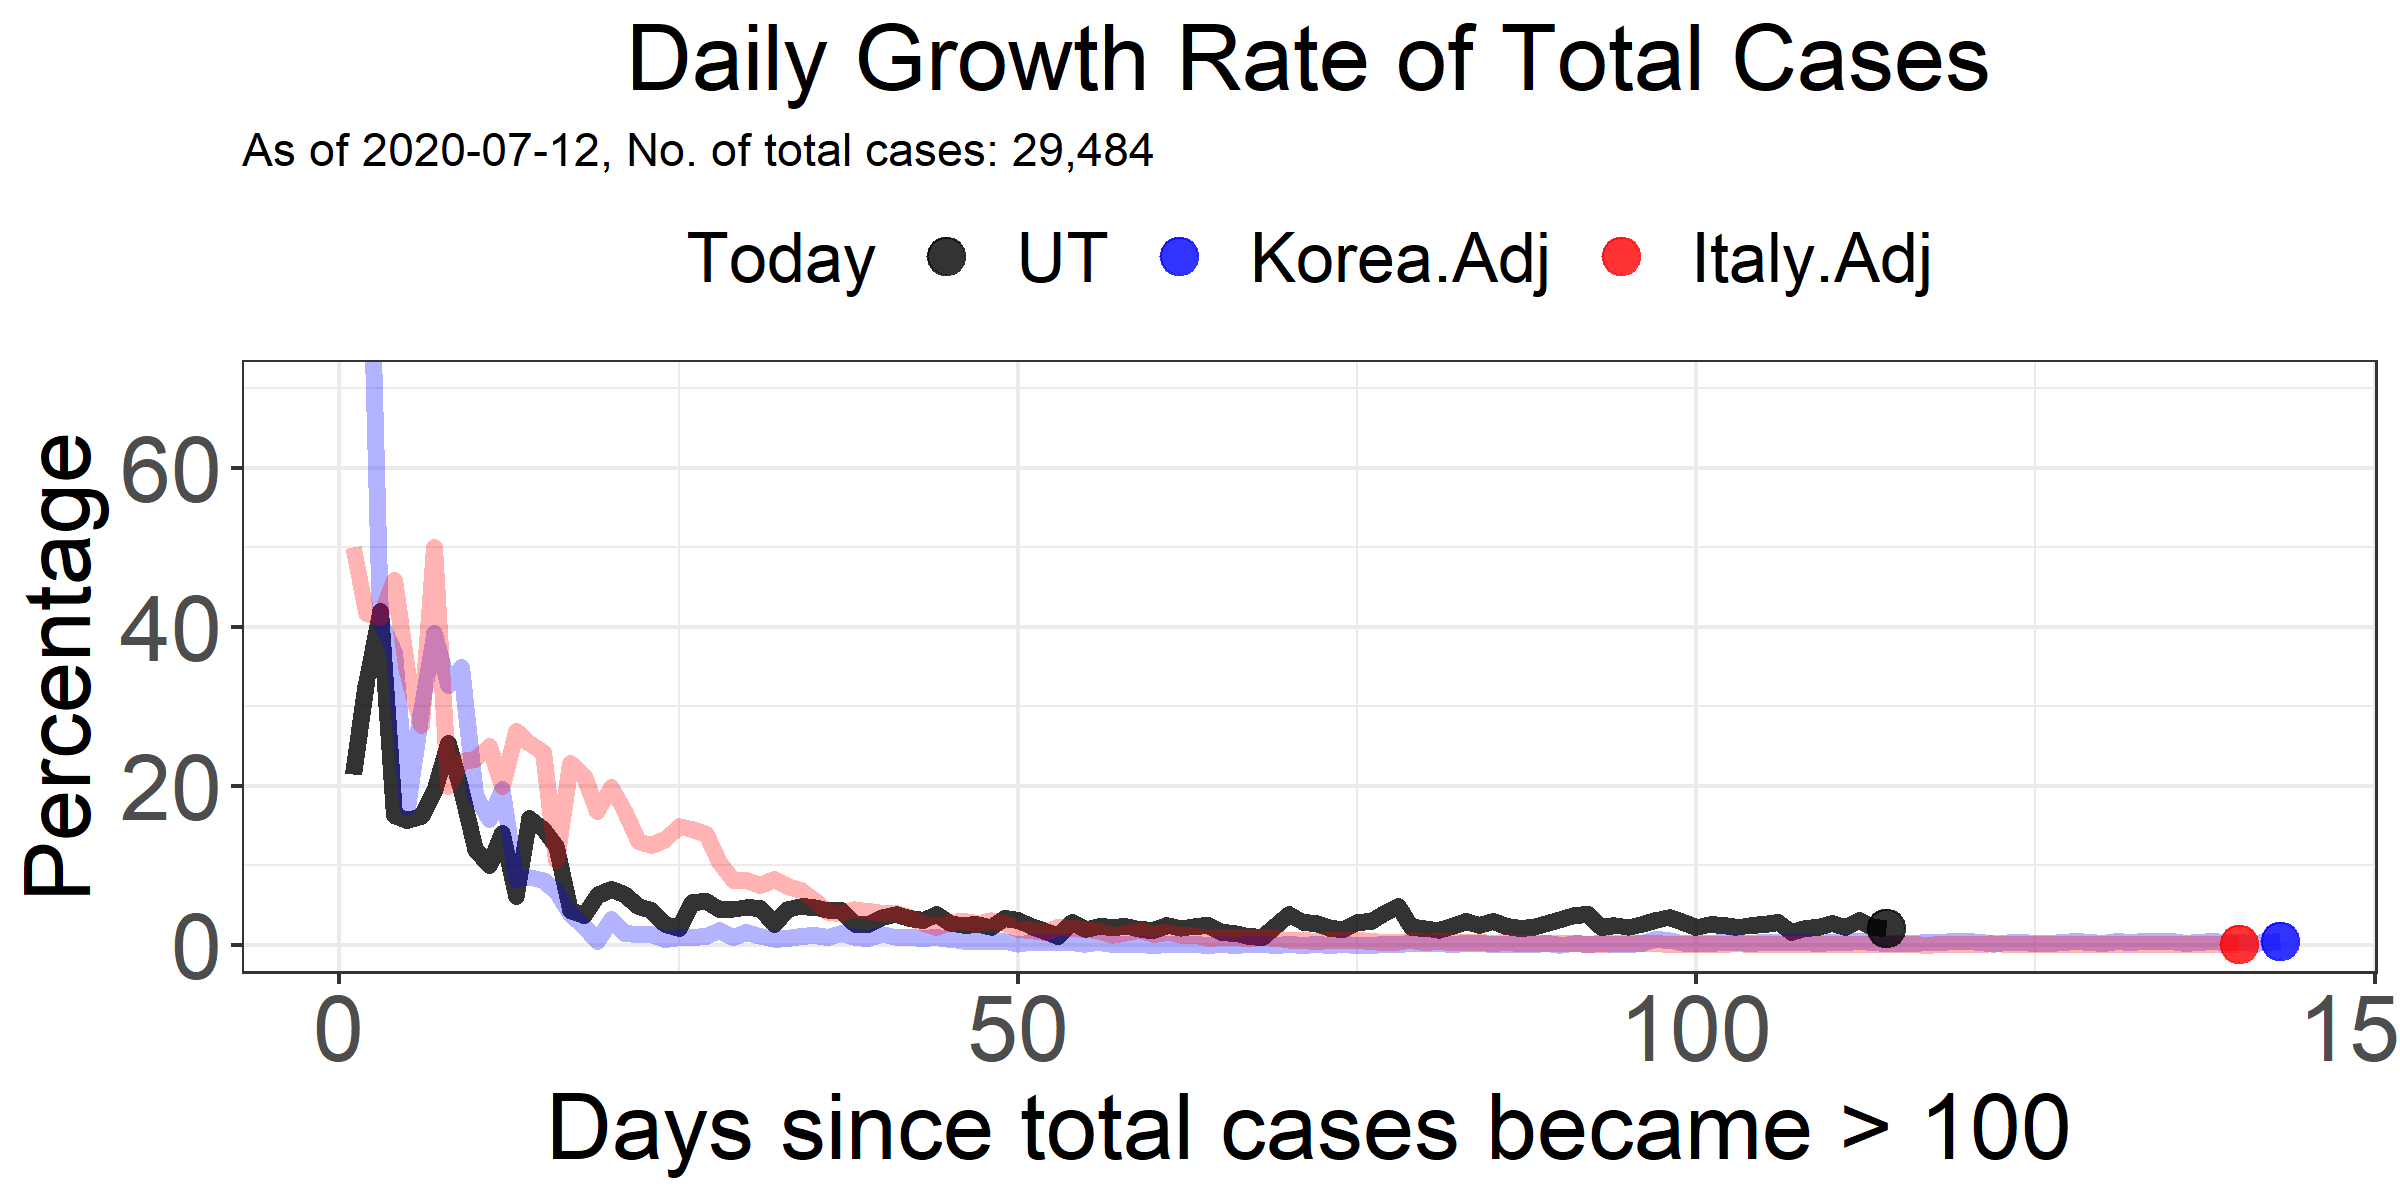 Daily Growth Rate of Total Cases
As of 2020-07-12, No. of total cases: 29,484
Today UT Korea.Adj Italy.Adj
Percentage
60
40
20
0
0 50 100 15
Days since total cases became > 100